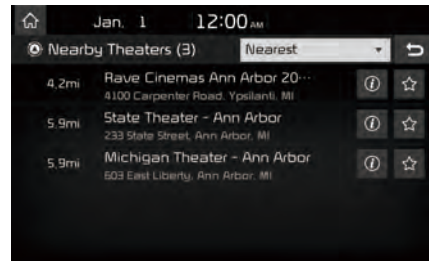 Jan. 1 12:00 AM
Nearby Theaters (3) Nearest
4.2mi Rave Cinemas Ann Arbor 20···
4100 Carpenter Road, Ypsilanti, MI
5.9mi State Theater - Ann Arbor
233 State Street, Ann Arbor, MI
5.9mi Michigan Theater - Ann Arbor
603 East Liberty, Ann Arbor, MI